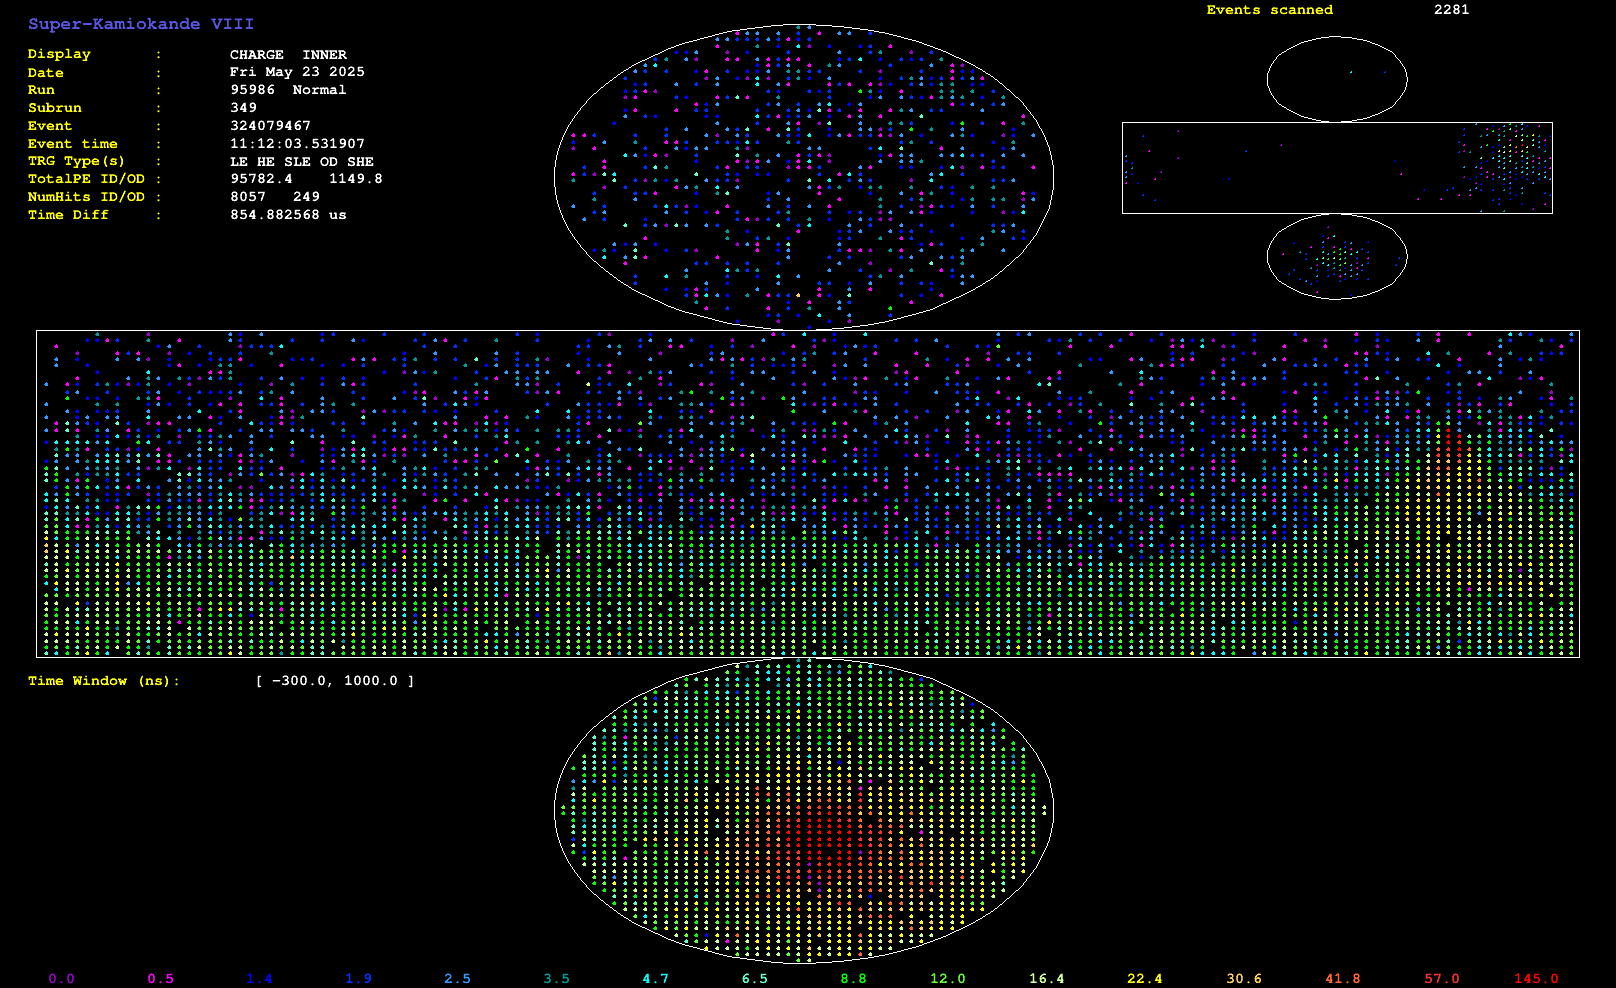 Super-Kamiokande VIII
Events scanned 2281
Display : CHARGE INNER
Date : Fri May 23 2025
Run : 95986 Normal
Subrun : 349
Event : 324079467
Event time : 11:12:03.531907
TRG Type(s) : LE HE SLE OD SHE
TotalPE ID/OD : 95782.4 1149.8
NumHits ID/OD : 8057 249
Time Diff : 854.882568 us
Time Window (ns): [ -300.0, 1000.0 ]
0.0 0.5 1.4 1.9 2.5 3.5 4.7 6.5 8.8 12.0 16.4 22.4 30.6 41.8 57.0 145.0